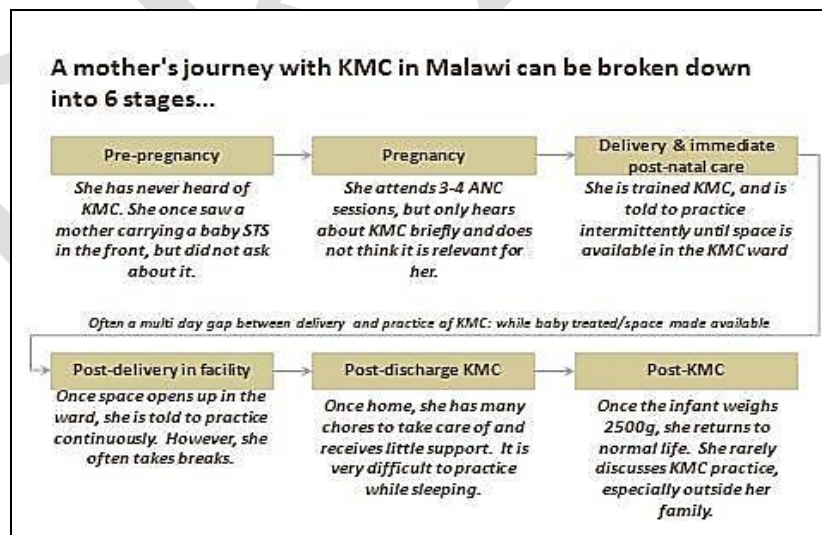 A mother's journey with KMC in Malawi can be broken down
into 6 stages...
Pre-pregnancy
She has never heard of
KMC. She once saw a
mother carrying a baby STS
in the front, but did not ask
about it.
Pregnancy
She attends 3-4 ANC
sessions, but only hears
about KMC briefly and does
not think it is relevant for
her.
Delivery & immediate
post-natal care
She is trained KMC, and is
told to practice
intermittently until space is
available in the KMC ward
Often a multi day gap between delivery and practice of KMC: while baby treated/space made available
Post-delivery in facility
Once space opens up in the
ward, she is told to practice
continuously. However, she
often takes breaks.
Post-discharge KMC
Once home, she has many
chores to take care of and
receives little support. It is
very difficult to practice
while sleeping.
Post-KMC
Once the infant weighs
2500g, she returns to
normal life. She rarely
discusses KMC practice,
especially outside her
family.